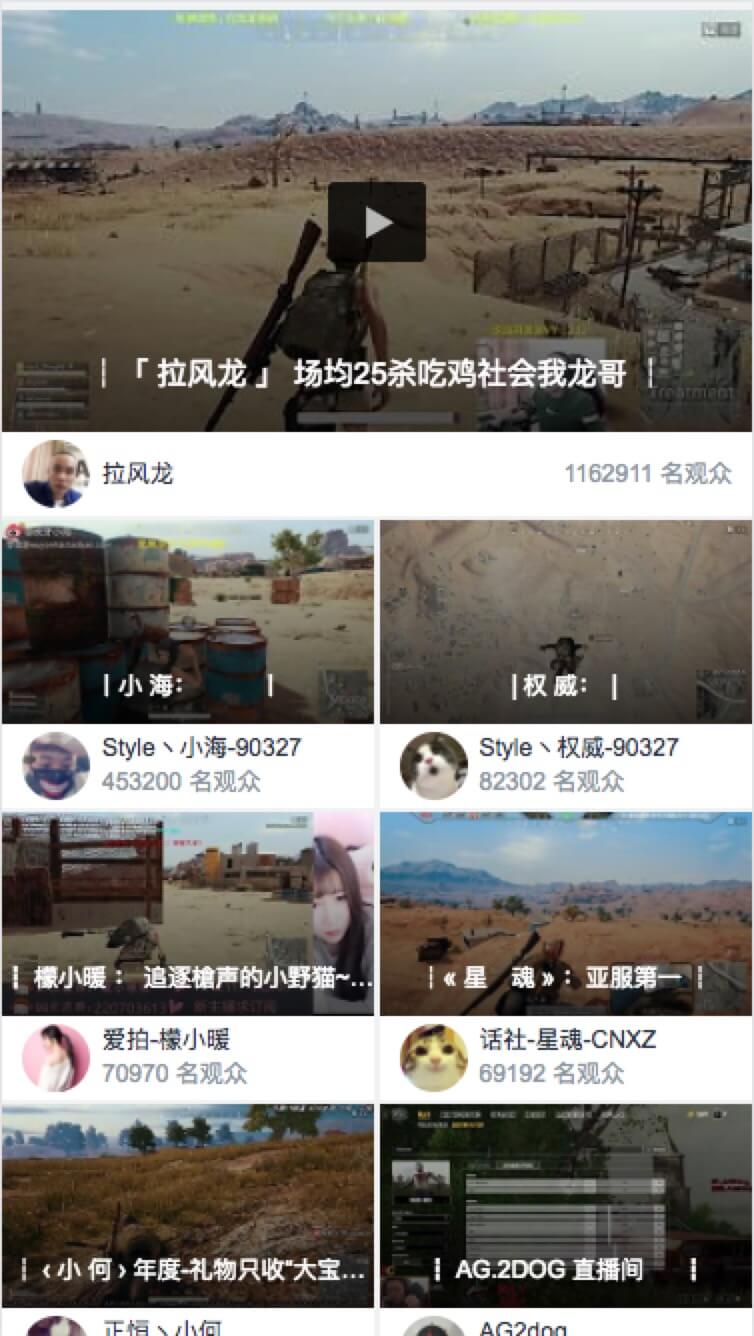 ┆ 「 拉风龙 」 场均25杀吃鸡社会我龙哥 ┆
Treatment
拉风龙
1162911 名观众
| 小 海： |
| 权 威： |
Style丶小海-90327
453200 名观众
Style丶权威-90327
82302 名观众
┇ 檬小暖 ： 追逐槍声的小野猫~...
┆« 星 魂 » ：亚服第一 ┆
爱拍-檬小暖
70970 名观众
话社-星魂-CNXZ
69192 名观众
┆ ‹ 小 何 › 年度-礼物只收"大宝...
┇ AG.2DOG 直播间 ┇
正恒丶小何
AG2dog